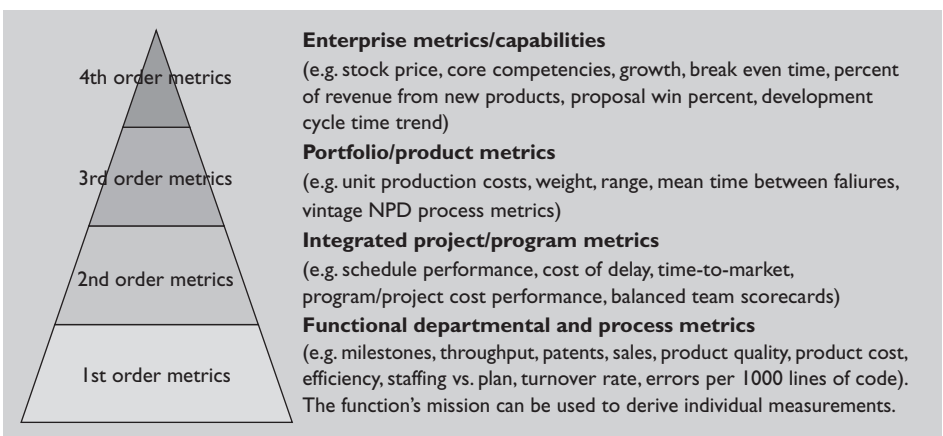 Enterprise metrics/capabilities
4th order metrics
(e.g. stock price, core competencies, growth, break even time, percent
of revenue from new products, proposal win percent, development
cycle time trend)
Portfolio/product metrics
3rd order metrics
(e.g. unit production costs, weight, range, mean time between faliures,
vintage NPD process metrics)
Integrated project/program metrics
2nd order metrics
(e.g. schedule performance, cost of delay, time-to-market,
program/project cost performance, balanced team scorecards)
Functional departmental and process metrics
1st order metrics
(e.g. milestones, throughput, patents, sales, product quality, product cost,
efficiency, staffing vs. plan, turnover rate, errors per 1000 lines of code).
The function's mission can be used to derive individual measurements.